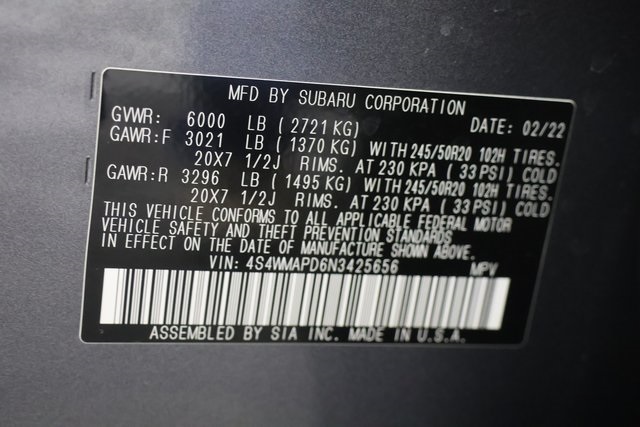 MFD BY SUBARU CORPORATION
GVWR: 6000 LB (2721 KG) DATE: 02/22
GAWR:F 3021 LB (1370 KG) WITH 245/50R20 102H TIRES.
20X7 1/2J RIMS. AT 230 KPA (33 PSI) COLD
GAWR:R 3296 LB (1495 KG) WITH 245/50R20 102H TIRES.
20X7 1/2J RIMS. AT 230 KPA (33 PSI) COLD
THIS VEHICLE CONFORMS TO ALL APPLICABLE FEDERAL MOTOR
VEHICLE SAFETY AND THEFT PREVENTION STANDARDS
IN EFFECT ON THE DATE OF MANUFACTURE SHOWN ABOVE.
VIN: 4S4WMAPD6N3425656 MPV
ASSEMBLED BY SIA INC. MADE IN U.S.A.